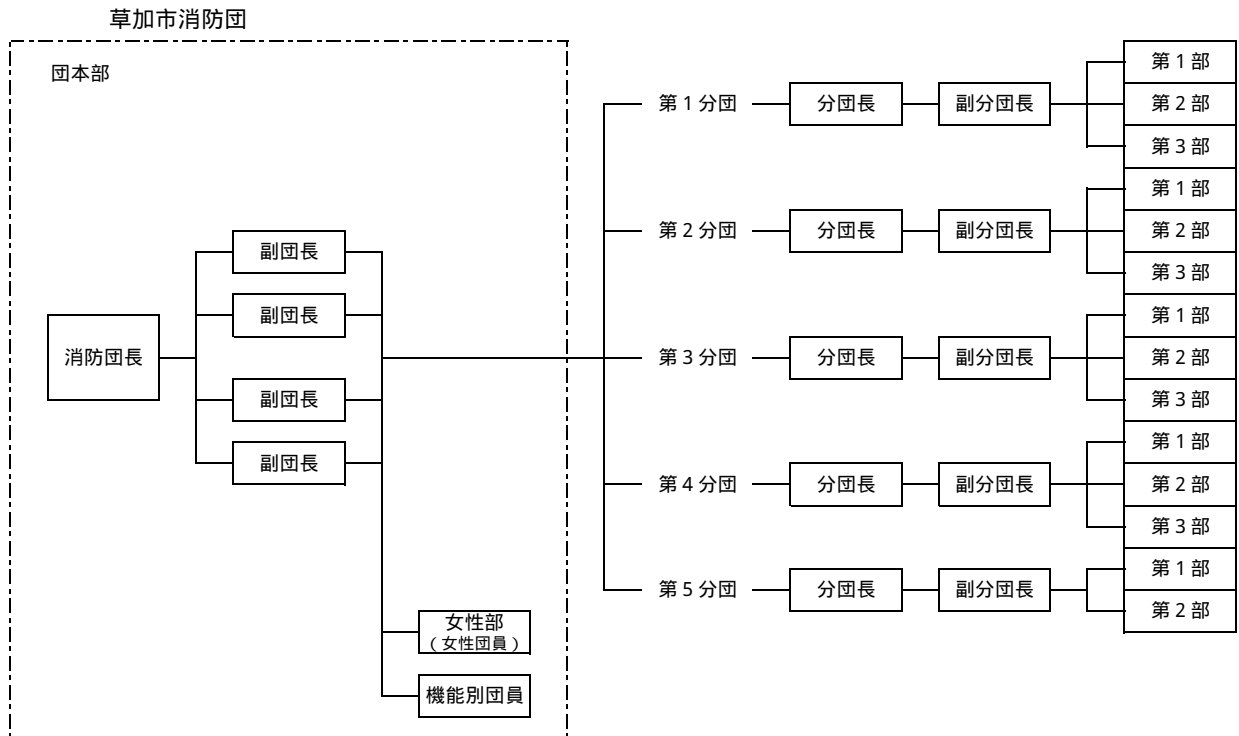 草加市消防団
団本部
消防団長
副団長
副団長
副団長
副団長
女性部
（女性団員）
機能別団員
第１分団
分団長
副分団長
第１部
第２部
第３部
第２分団
分団長
副分団長
第１部
第２部
第３部
第３分団
分団長
副分団長
第１部
第２部
第３部
第４分団
分団長
副分団長
第１部
第２部
第３部
第５分団
分団長
副分団長
第１部
第２部